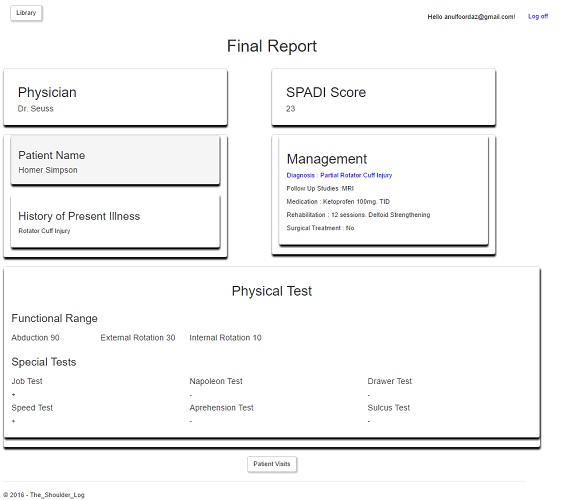 Library
Hello anulfoordaz@gmail.com! Log off
Final Report
Physician
Dr. Seuss
SPADI Score
23
Patient Name
Homer Simpson
History of Present Illness
Rotator Cuff Injury
Management
Diagnosis : Partial Rotator Cuff Injury
Follow Up Studies :MRI
Medication : Ketoprofen 100mg. TID
Rehabilitation : 12 sessions. Deltoid Strengthening
Surgical Treatment : No
Physical Test
Functional Range
Abduction 90 External Rotation 30 Internal Rotation 10
Special Tests
Job Test Napoleon Test Drawer Test
+ - -
Speed Test Aprehension Test Sulcus Test
+ - -
Patient Visits
© 2016 - The_Shoulder_Log